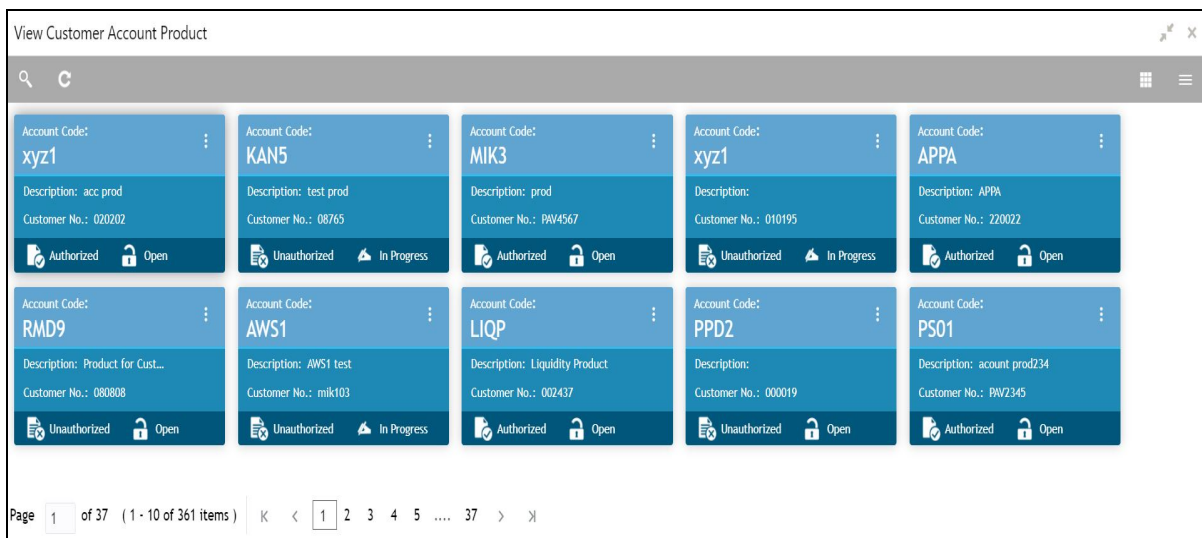 View Customer Account Product
Account Code:
xyz1
Description: acc prod
Customer No.: 020202
Authorized Open
Account Code:
KAN5
Description: test prod
Customer No.: 08765
Unauthorized In Progress
Account Code:
MIK3
Description: prod
Customer No.: PAV4567
Authorized Open
Account Code:
xyz1
Description:
Customer No.: 010195
Unauthorized In Progress
Account Code:
APPA
Description: APPA
Customer No.: 220022
Authorized Open
Account Code:
RMD9
Description: Product for Cust...
Customer No.: 080808
Unauthorized Open
Account Code:
AWS1
Description: AWS1 test
Customer No.: mik103
Unauthorized In Progress
Account Code:
LIQP
Description: Liquidity Product
Customer No.: 002437
Authorized Open
Account Code:
PPD2
Description:
Customer No.: 000019
Unauthorized Open
Account Code:
PS01
Description: acount prod234
Customer No.: PAV2345
Authorized Open
Page 1 of 37 ( 1 - 10 of 361 items ) 1 2 3 4 5 .... 37